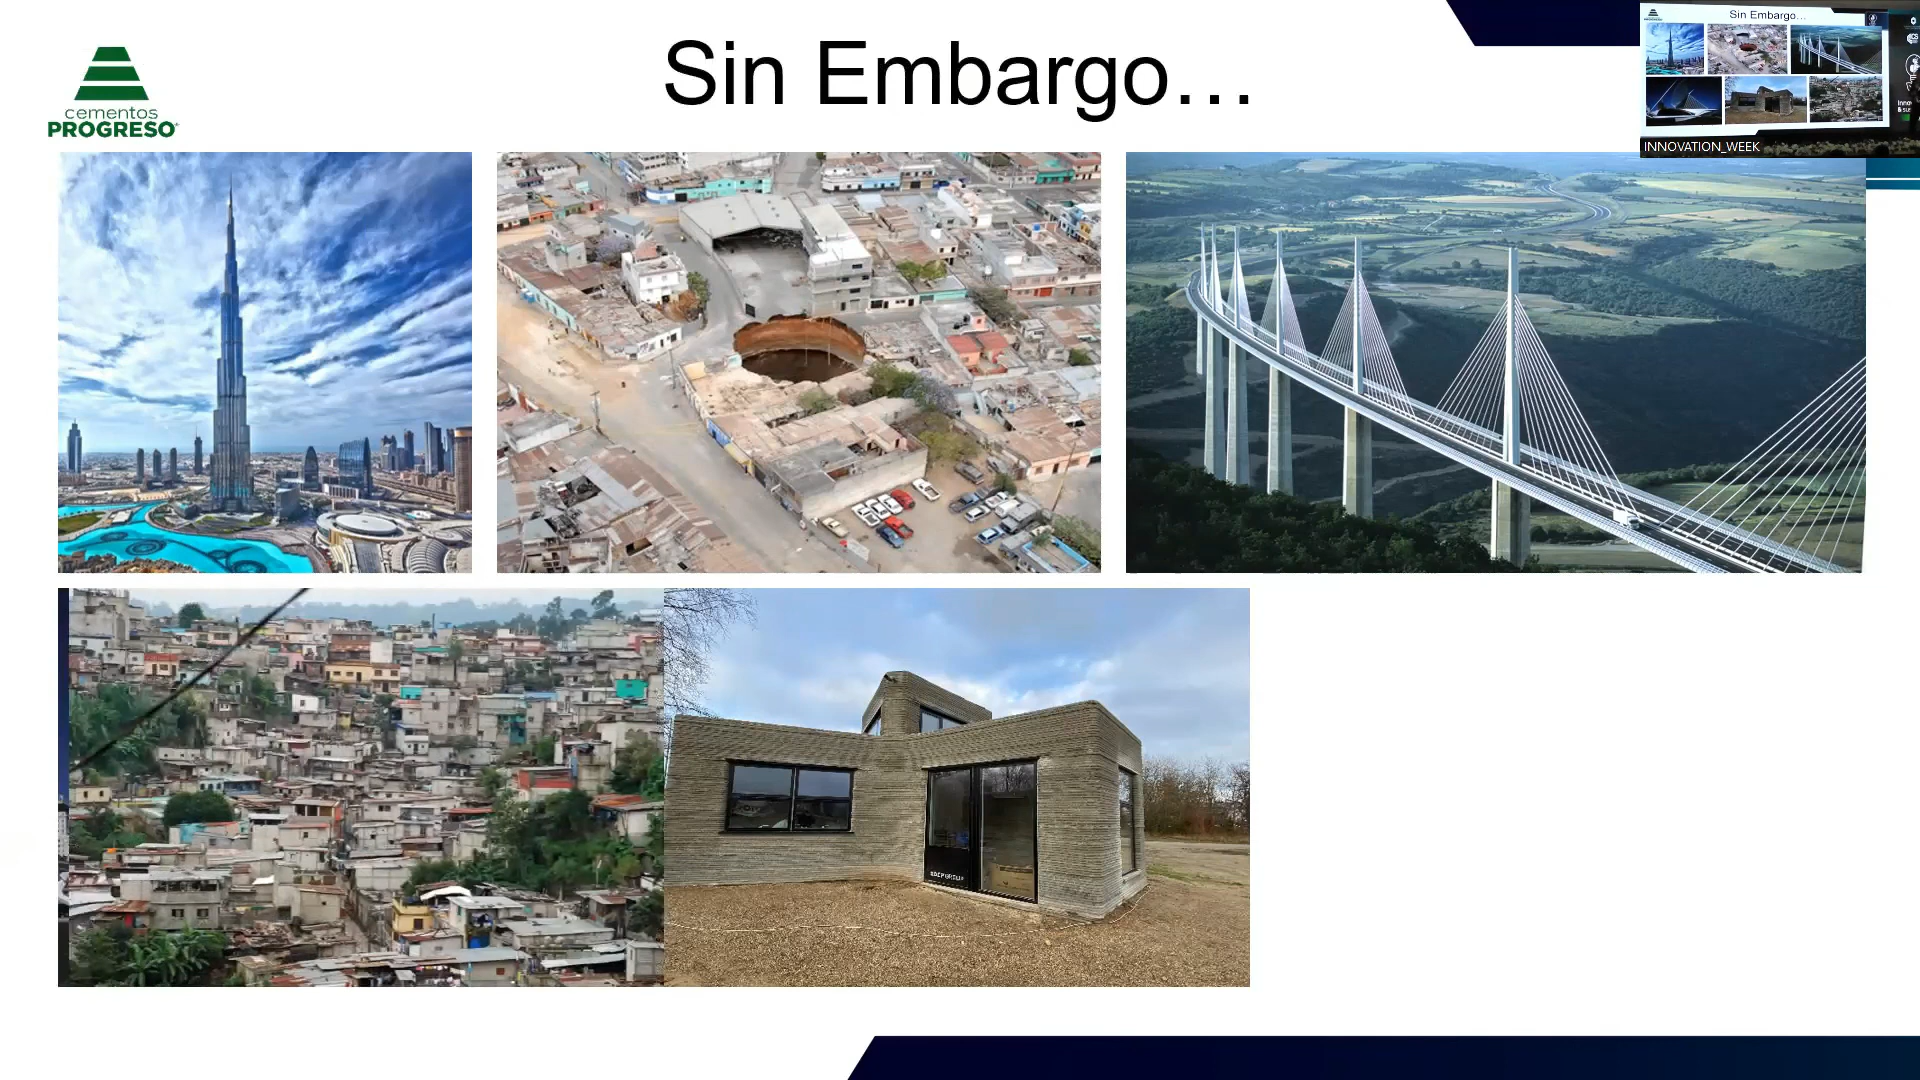 Sin Embargo...
cementos
PROGRESO
Sin Embargo...
INNOVATION_WEEK